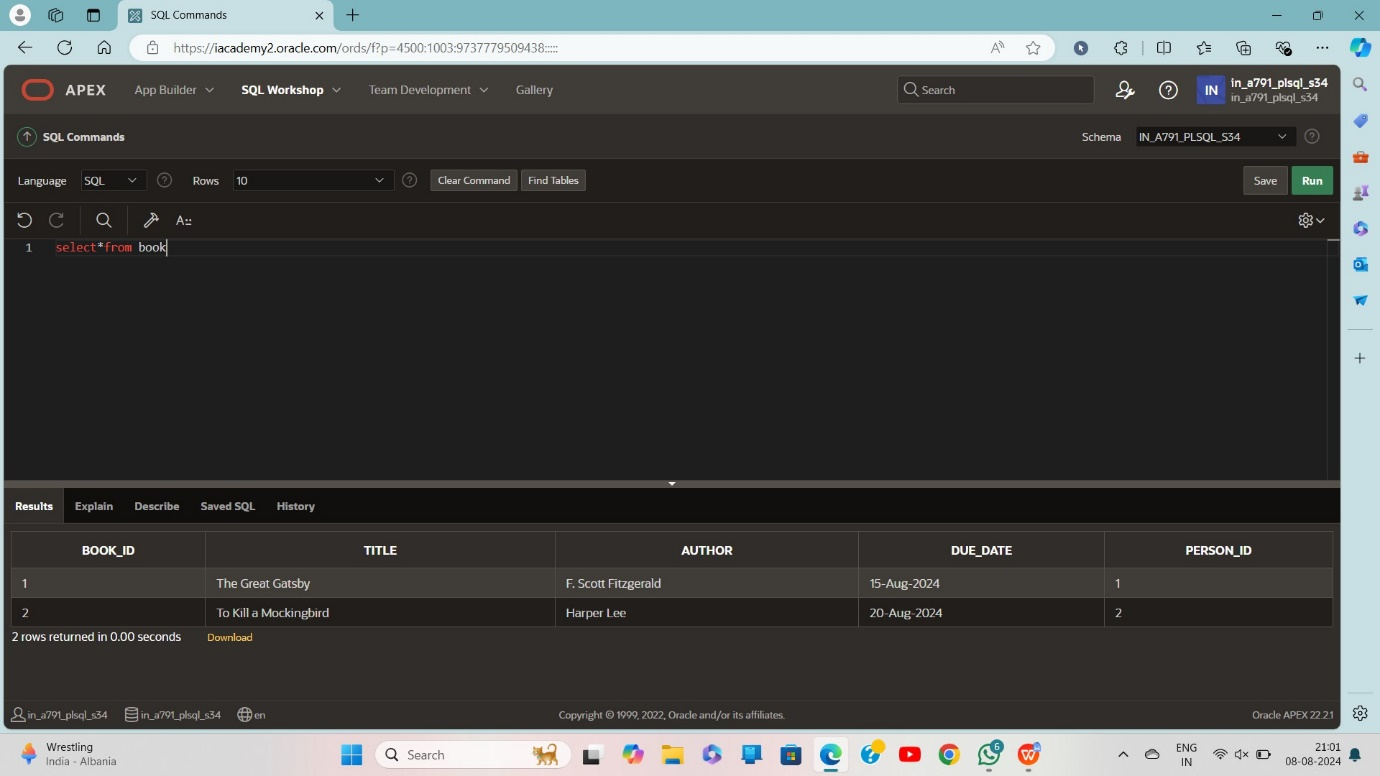 SQL Commands
https://iacademy2.oracle.com/ords/f?p=4500:1003:9737779509438:::::
APEX App Builder SQL Workshop Team Development Gallery Search IN in_a791_plsql_s34
in_a791_plsql_s34
SQL Commands Schema IN_A791_PLSQL_S34
Language SQL Rows 10 Clear Command Find Tables Save Run
1 select*from book
Results Explain Describe Saved SQL History
BOOK_ID TITLE AUTHOR DUE_DATE PERSON_ID
1 The Great Gatsby F. Scott Fitzgerald 15-Aug-2024 1
2 To Kill a Mockingbird Harper Lee 20-Aug-2024 2
2 rows returned in 0.00 seconds Download
in_a791_plsql_s34 in_a791_plsql_s34 en Copyright © 1999, 2022, Oracle and/or its affiliates. Oracle APEX 22.2.1
Wrestling
India - Albania
Search
6
ENG
IN
21:01
08-08-2024